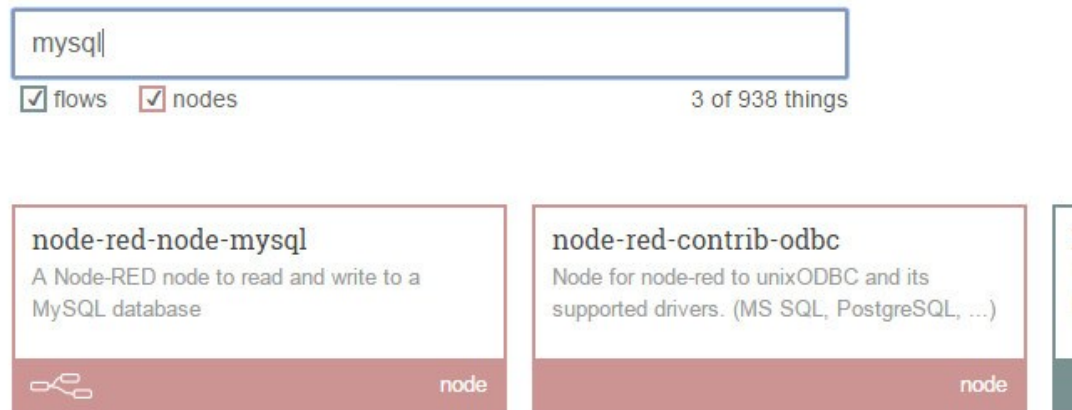 mysql
flows nodes 3 of 938 things
node-red-node-mysql
A Node-RED node to read and write to a
MySQL database
node
node-red-contrib-odbc
Node for node-red to unixODBC and its
supported drivers. (MS SQL, PostgreSQL, ...)
node